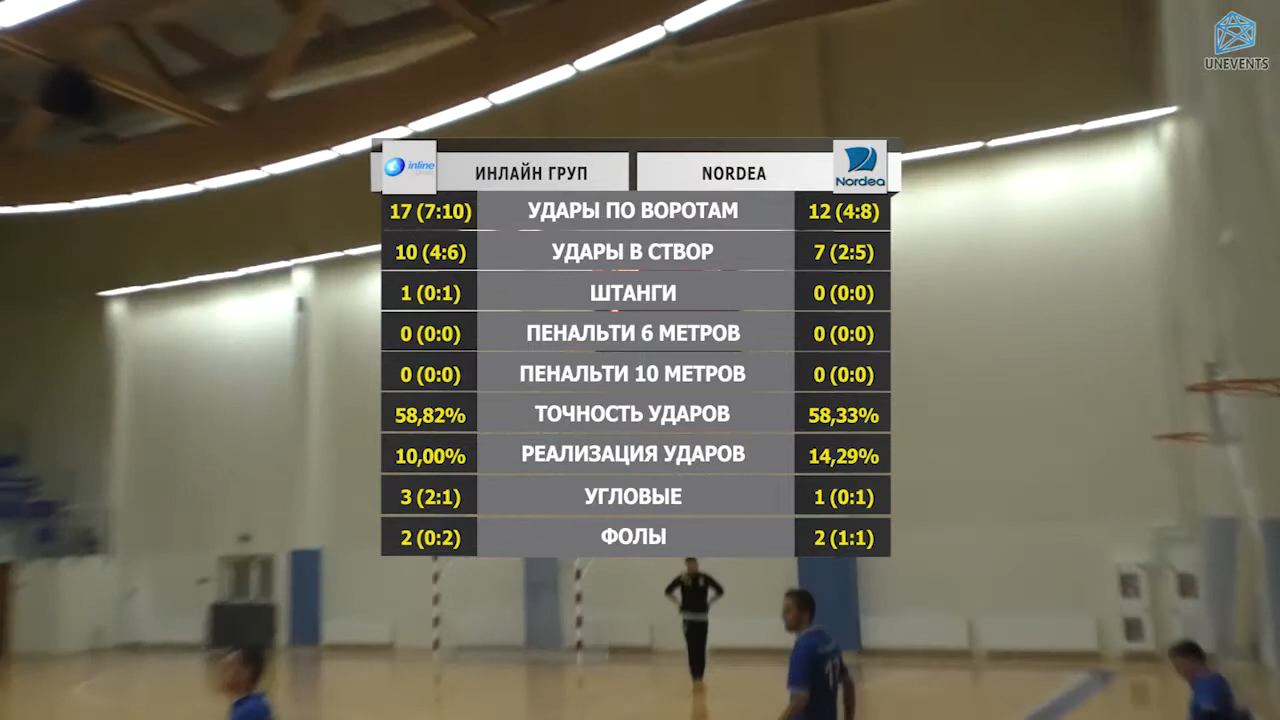 UNEVENTS
inline
ИНЛАЙН ГРУП NORDEA
Nordea
17 (7:10) УДАРЫ ПО ВОРОТАМ 12 (4:8)
10 (4:6) УДАРЫ В СТВОР 7 (2:5)
1 (0:1) ШТАНГИ 0 (0:0)
0 (0:0) ПЕНАЛЬТИ 6 МЕТРОВ 0 (0:0)
0 (0:0) ПЕНАЛЬТИ 10 МЕТРОВ 0 (0:0)
58,82% ТОЧНОСТЬ УДАРОВ 58,33%
10,00% РЕАЛИЗАЦИЯ УДАРОВ 14,29%
3 (2:1) УГЛОВЫЕ 1 (0:1)
2 (0:2) ФОЛЫ 2 (1:1)